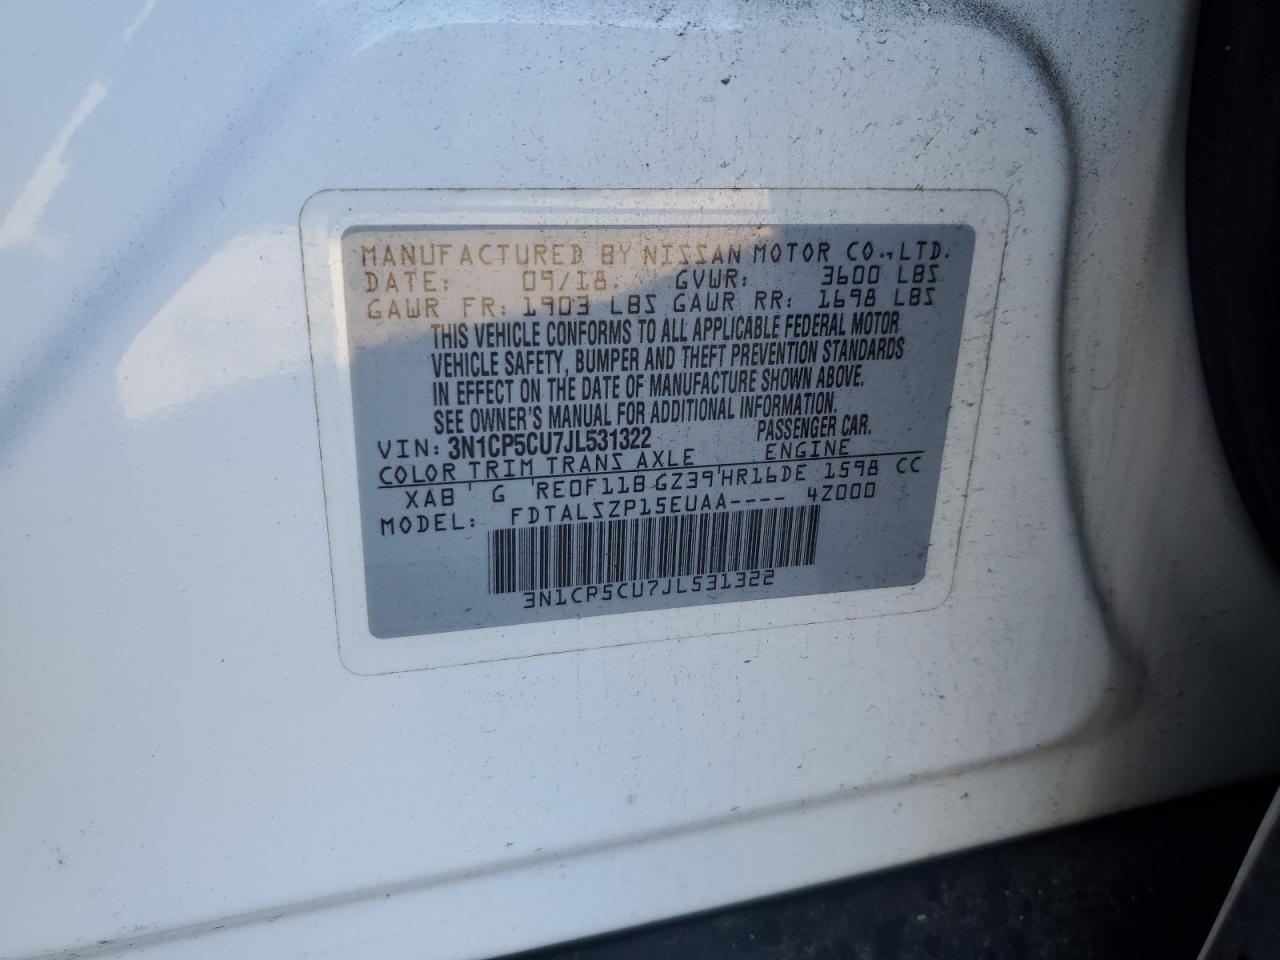 MANUFACTURED BY NISSAN MOTOR CO., LTD.
DATE: 09/18 GVWR: 3600 LBS
GAWR FR: 1903 LBS GAWR RR: 1698 LBS
THIS VEHICLE CONFORMS TO ALL APPLICABLE FEDERAL MOTOR
VEHICLE SAFETY, BUMPER AND THEFT PREVENTION STANDARDS
IN EFFECT ON THE DATE OF MANUFACTURE SHOWN ABOVE.
SEE OWNER'S MANUAL FOR ADDITIONAL INFORMATION.
VIN: 3N1CP5CU7JL531322 PASSENGER CAR.
COLOR TRIM TRANS AXLE ENGINE
XAB G RE0F11B GZ39 HR16DE 1598 CC
MODEL: FDTALSZP15EUAA---- 4Z000
3N1CP5CU7JL531322